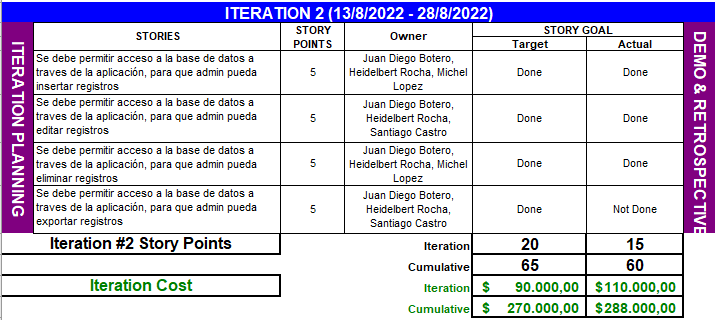 ITERATION 2 (13/8/2022 - 28/8/2022)
ITERATION PLANNING
STORIES
STORY POINTS
Owner
STORY GOAL
Target
Actual
DEMO & RETROSPECTIVE
Se debe permitir acceso a la base de datos a
traves de la aplicación, para que admin pueda
insertar registros
5
Juan Diego Botero,
Heidelbert Rocha, Michel
Lopez
Done
Done
Se debe permitir acceso a la base de datos a
traves de la aplicación, para que admin pueda
editar registros
5
Juan Diego Botero,
Heidelbert Rocha,
Santiago Castro
Done
Done
Se debe permitir acceso a la base de datos a
traves de la aplicación, para que admin pueda
eliminar registros
5
Juan Diego Botero,
Heidelbert Rocha, Michel
Lopez
Done
Done
Se debe permitir acceso a la base de datos a
traves de la aplicación, para que admin pueda
exportar registros
5
Juan Diego Botero,
Heidelbert Rocha,
Santiago Castro
Done
Not Done
Iteration #2 Story Points
Iteration 20 15
Cumulative 65 60
Iteration Cost
Iteration $ 90.000,00 $110.000,00
Cumulative $ 270.000,00 $288.000,00